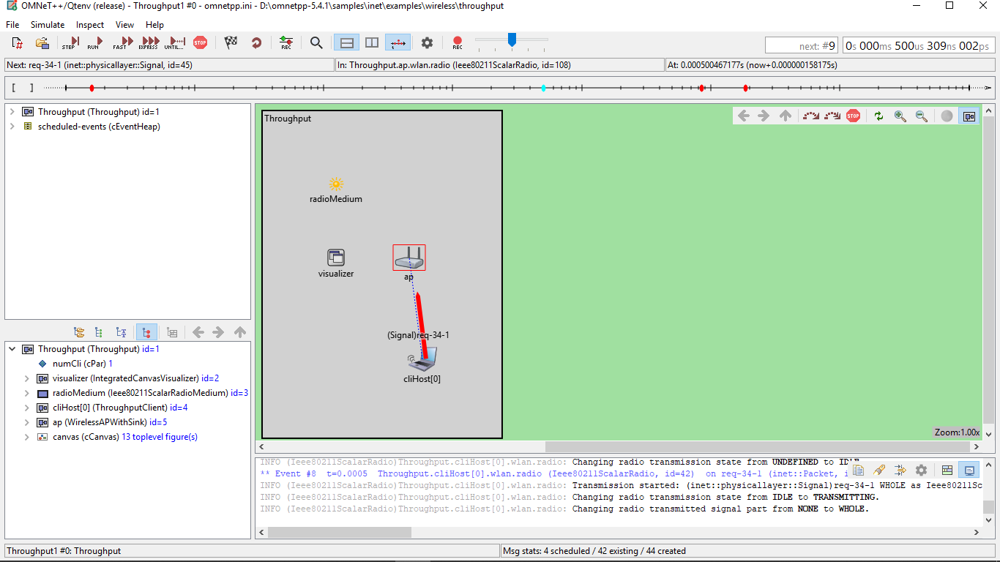 OMNeT++/Qtenv (release) - Throughput1 #0 - omnetpp.ini - D:\omnetpp-5.4.1\samples\inet\examples\wireless\throughput
File Simulate Inspect View Help
STEP RUN FAST EXPRESS UNTIL... STOP REC REC next: #9 0s 000ms 500us 309ns 002ps
Next: req-34-1 (inet::physicallayer::Signal, id=45) In: Throughput.ap.wlan.radio (Ieee80211ScalarRadio, id=108) At: 0.000500467177s (now+0.000000158175s)
[ ]
Throughput (Throughput) id=1
scheduled-events (cEventHeap)
Throughput (Throughput) id=1
numCli (cPar) 1
visualizer (IntegratedCanvasVisualizer) id=2
radioMedium (Ieee80211ScalarRadioMedium) id=3
cliHost[0] (ThroughputClient) id=4
ap (WirelessAPWithSink) id=5
canvas (cCanvas) 13 toplevel figure(s)
Throughput
STOP
radioMedium
visualizer
ap
(Signal)req-34-1
cliHost[0]
Zoom:1.00x
INFO (Ieee80211ScalarRadio)Throughput.cliHost[0].wlan.radio: Changing radio transmission state from UNDEFINED to IDLE
** Event #8 t=0.0005 Throughput.cliHost[0].wlan.radio (Ieee80211ScalarRadio, id=42) on req-34-1 (inet::Packet, i
INFO (Ieee80211ScalarRadio)Throughput.cliHost[0].wlan.radio: Transmission started: (inet::physicallayer::Signal)req-34-1 WHOLE as Ieee80211Sc
INFO (Ieee80211ScalarRadio)Throughput.cliHost[0].wlan.radio: Changing radio transmission state from IDLE to TRANSMITTING.
INFO (Ieee80211ScalarRadio)Throughput.cliHost[0].wlan.radio: Changing radio transmitted signal part from NONE to WHOLE.
Throughput1 #0: Throughput Msg stats: 4 scheduled / 42 existing / 44 created